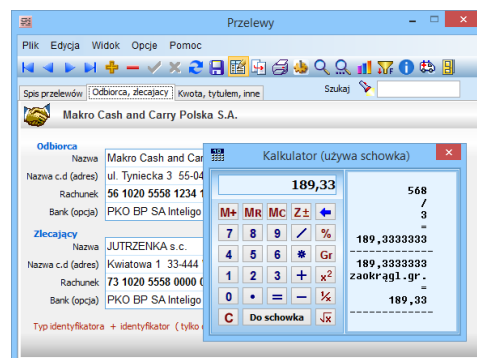 Przelewy
Plik Edycja Widok Opcje Pomoc
Spis przelewów Odbiorca, zlecający Kwota, tytułem, inne Szukaj
Makro Cash and Carry Polska S.A.
Odbiorca
Nazwa Makro Cash and Car
Nazwa c.d (adres) ul. Tyniecka 3 55-04
Rachunek 56 1020 5558 1234 1
Bank (opcja) PKO BP SA Inteligo
Zlecający
Nazwa JUTRZENKA s.c.
Nazwa c.d (adres) Kwiatowa 1 33-444
Rachunek 73 1020 5558 0000 0
Bank (opcja) PKO BP SA Inteligo
Typ identyfikatora + identyfikator ( tylko
Kalkulator (używa schowka)
189,33
M+ MR MC Z±
7 8 9 / %
4 5 6 * Gr
1 2 3 + x²
0 • = − ⅟x
C Do schowka √x
568
/
3
=
189,3333333
-------------
189,3333333
zaokrągl.gr.
=
189,33
-------------